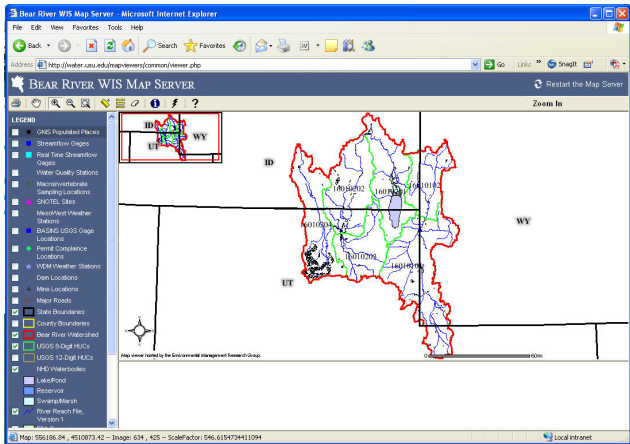 Bear River WIS Map Server - Microsoft Internet Explorer
File Edit View Favorites Tools Help
Back Search Favorites
Address http://water.usu.edu/mapviewers/common/viewer.php Go Links » SnagIt
BEAR RIVER WIS MAP SERVER Restart the Map Server
Zoom In
LEGEND
GNIS Populated Places
Streamflow Gages
Real Time Streamflow
Gages
Water Quality Stations
Macroinvertebrate
Sampling Locations
SNOTEL Sites
MesoWest Weather
Stations
BASINS USGS Gage
Locations
Permit Compliance
Locations
WDM Weather Stations
Dam Locations
Mine Locations
Major Roads
State Boundaries
County Boundaries
Bear River Watershed
USGS 8-Digit HUCs
USGS 12-Digit HUCs
NHD Waterbodies
Lake/Pond
Reservoir
Swamp/Marsh
River Reach File,
Version 1
ID
WY
UT
ID
16010202
16010102
WY
16010204
16010203
UT
Map viewer hosted by the Environmental Management Research Group.
0 60mi
Map: 556186.84 , 4510873.42 -- Image: 634 , 425 -- ScaleFactor: 546.6154734411094 Local intranet